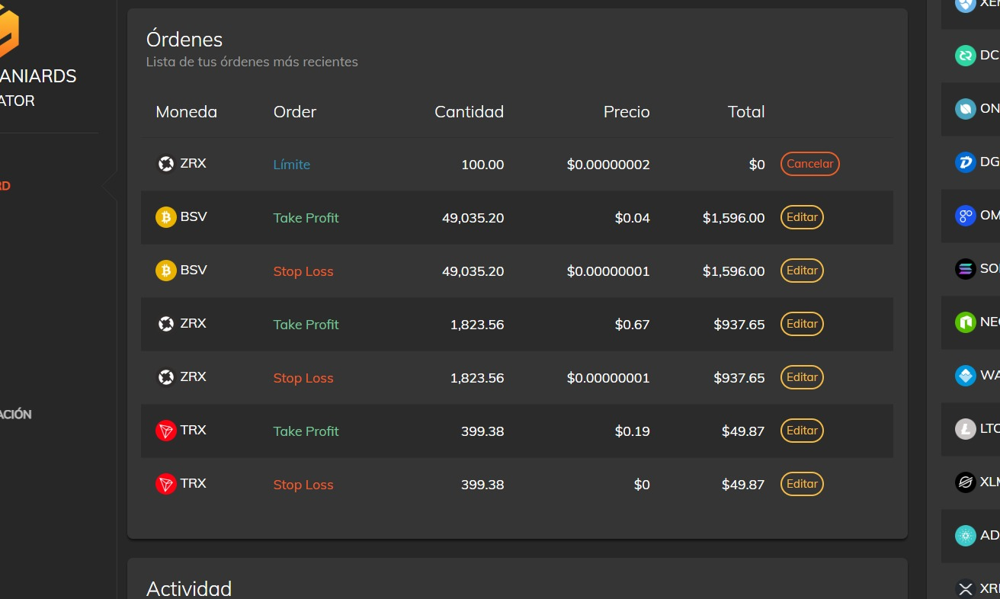 ANIARDS
ATOR
RD
ACIÓN
Órdenes
Lista de tus órdenes más recientes
Moneda Order Cantidad Precio Total
ZRX Límite 100.00 $0.00000002 $0 Cancelar
BSV Take Profit 49,035.20 $0.04 $1,596.00 Editar
BSV Stop Loss 49,035.20 $0.00000001 $1,596.00 Editar
ZRX Take Profit 1,823.56 $0.67 $937.65 Editar
ZRX Stop Loss 1,823.56 $0.00000001 $937.65 Editar
TRX Take Profit 399.38 $0.19 $49.87 Editar
TRX Stop Loss 399.38 $0 $49.87 Editar
Actividad
XEM
DC
ON
DG
OM
SO
NEO
WA
LTC
XLM
AD
XR